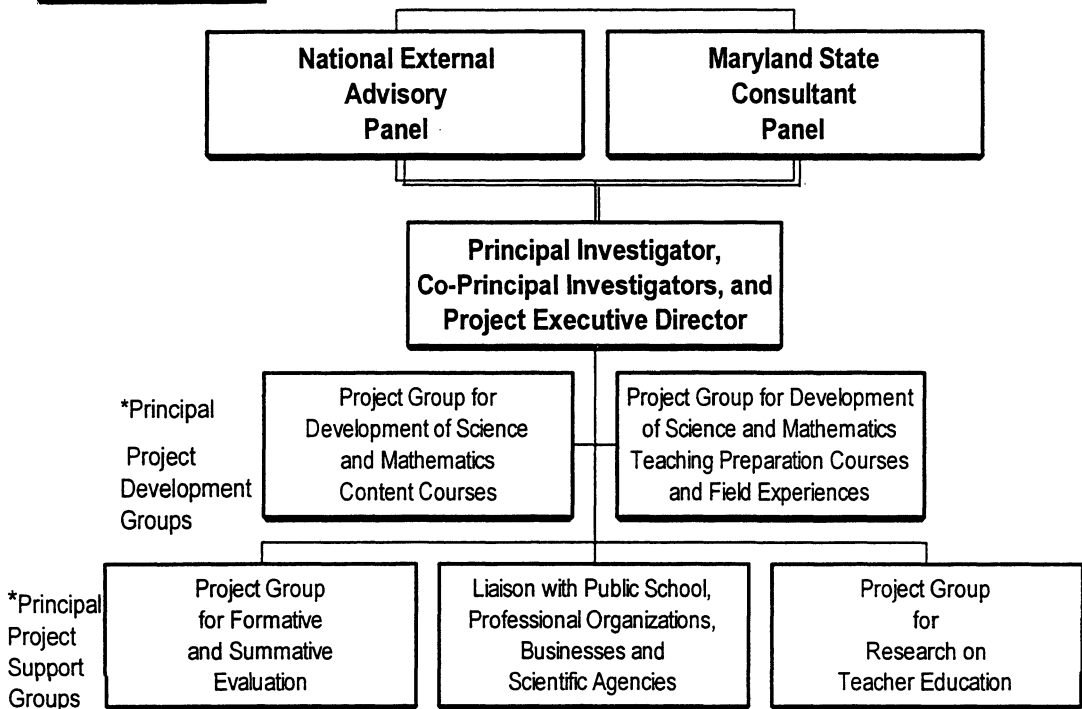 National External
Advisory
Panel
Maryland State
Consultant
Panel
Principal Investigator,
Co-Principal Investigators, and
Project Executive Director
*Principal
Project
Development
Groups
Project Group for
Development of Science
and Mathematics
Content Courses
Project Group for Development
of Science and Mathematics
Teaching Preparation Courses
and Field Experiences
*Principal
Project
Support
Groups
Project Group
for Formative
and Summative
Evaluation
Liaison with Public School,
Professional Organizations,
Businesses and
Scientific Agencies
Project Group
for
Research on
Teacher Education